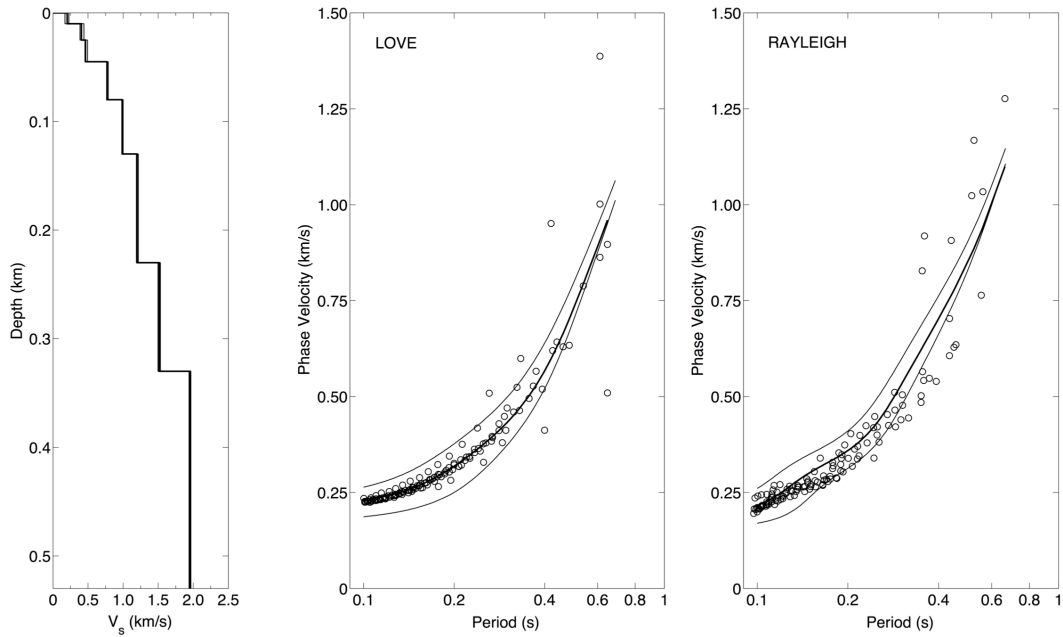 0
0.1
0.2
0.3
0.4
0.5
Depth (km)
0 0.5 1.0 1.5 2.0 2.5
Vs (km/s)
LOVE
1.50
1.25
1.00
0.75
0.50
0.25
0
Phase Velocity (km/s)
0.1 0.2 0.4 0.6 0.8 1
Period (s)
RAYLEIGH
1.50
1.25
1.00
0.75
0.50
0.25
0
Phase Velocity (km/s)
0.1 0.2 0.4 0.6 0.8 1
Period (s)